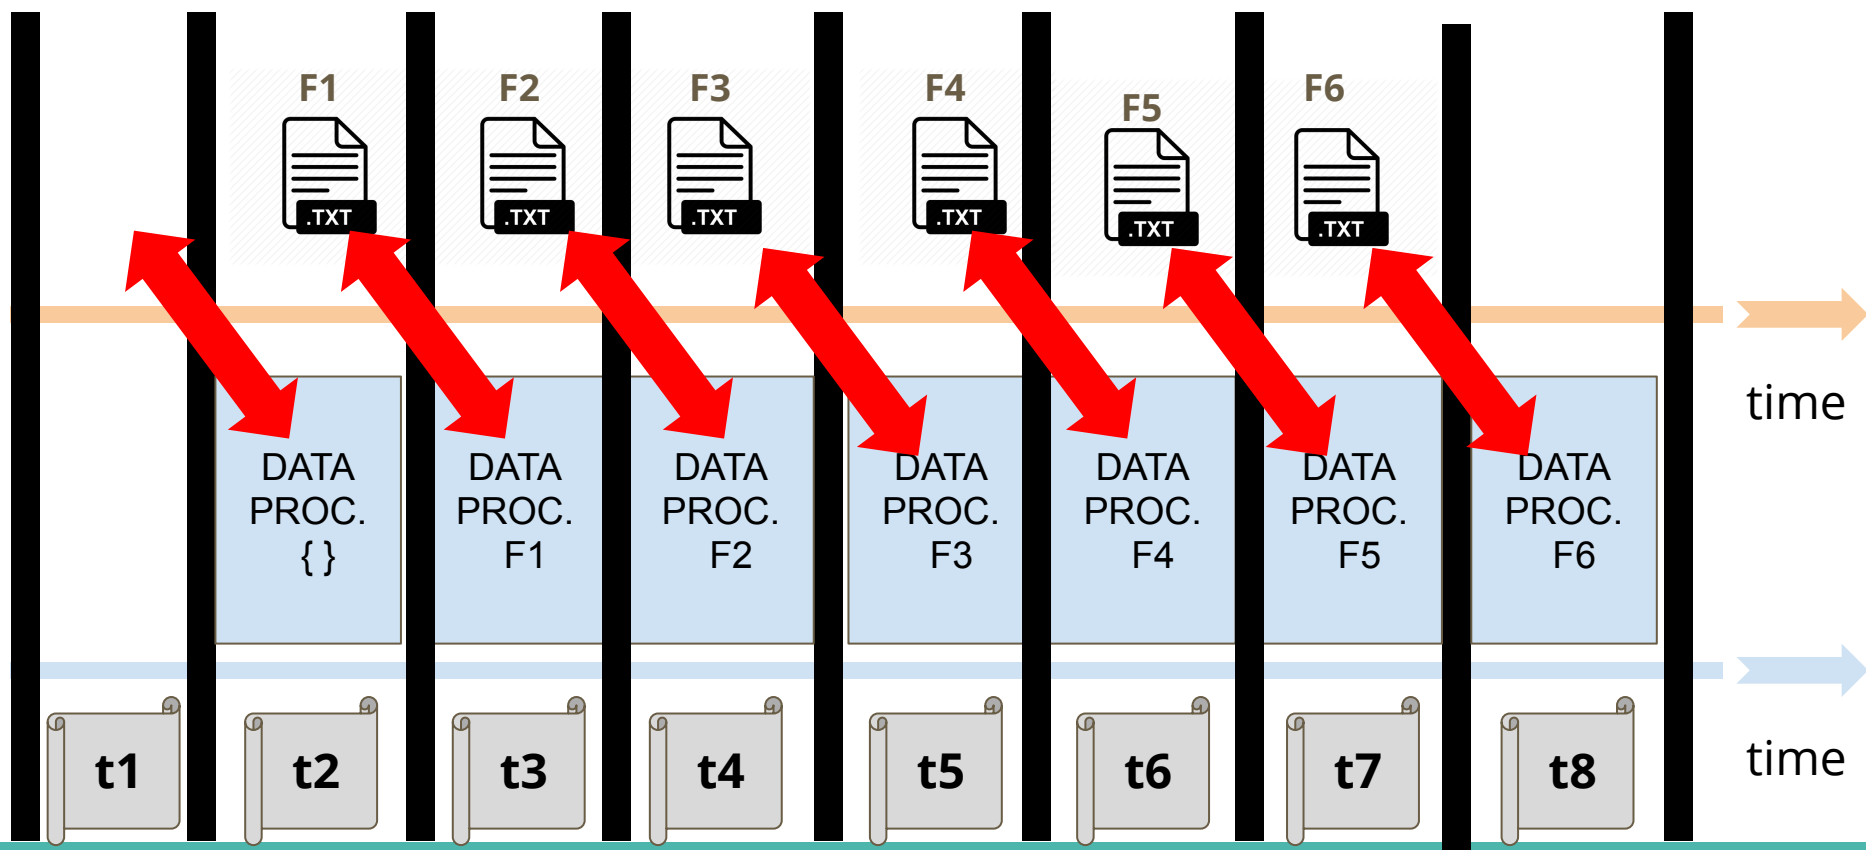 F1
F2
F3
F4
F5
F6
.TXT
.TXT
.TXT
.TXT
.TXT
.TXT
time
DATA
PROC.
{ }
DATA
PROC.
F1
DATA
PROC.
F2
DATA
PROC.
F3
DATA
PROC.
F4
DATA
PROC.
F5
DATA
PROC.
F6
t1
t2
t3
t4
t5
t6
t7
t8
time